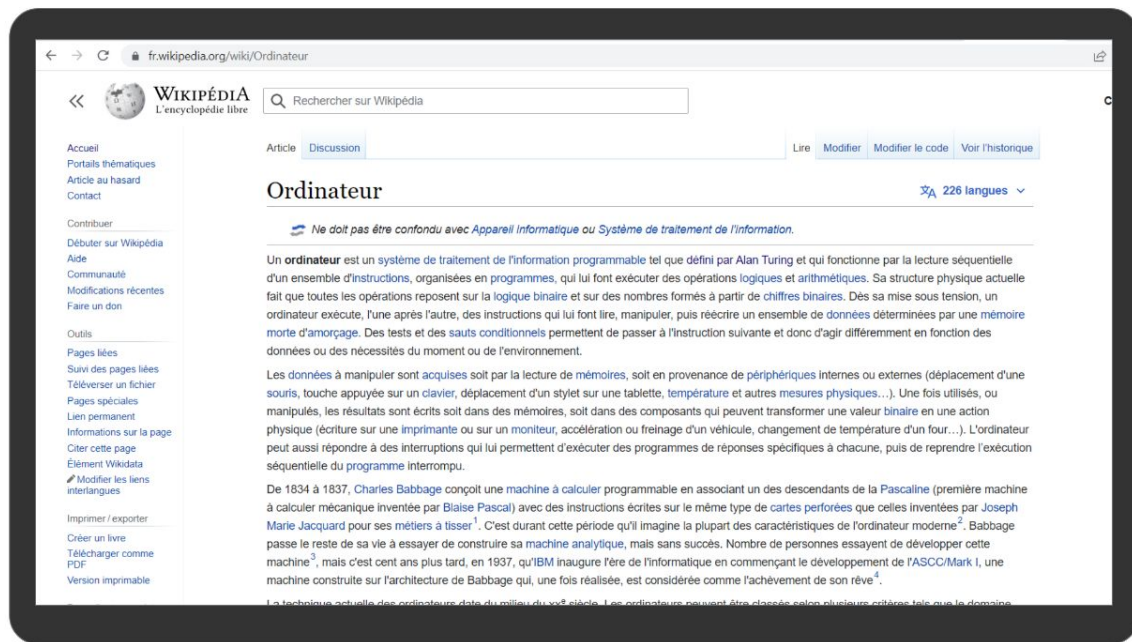 fr.wikipedia.org/wiki/Ordinateur
WIKIPÉDIA
L'encyclopédie libre
Rechercher sur Wikipédia
C
Accueil
Portails thématiques
Article au hasard
Contact
Contribuer
Débuter sur Wikipédia
Aide
Communauté
Modifications récentes
Faire un don
Outils
Pages liées
Suivi des pages liées
Téléverser un fichier
Pages spéciales
Lien permanent
Informations sur la page
Citer cette page
Élément Wikidata
Modifier les liens
interlangues
Imprimer / exporter
Créer un livre
Télécharger comme
PDF
Version imprimable
Article Discussion
Lire Modifier Modifier le code Voir l'historique
Ordinateur
226 langues
Ne doit pas être confondu avec Appareil Informatique ou Système de traitement de l'information.
Un ordinateur est un système de traitement de l'information programmable tel que défini par Alan Turing et qui fonctionne par la lecture séquentielle
d'un ensemble d'instructions, organisées en programmes, qui lui font exécuter des opérations logiques et arithmétiques. Sa structure physique actuelle
fait que toutes les opérations reposent sur la logique binaire et sur des nombres formés à partir de chiffres binaires. Dès sa mise sous tension, un
ordinateur exécute, l'une après l'autre, des instructions qui lui font lire, manipuler, puis réécrire un ensemble de données déterminées par une mémoire
morte d'amorçage. Des tests et des sauts conditionnels permettent de passer à l'instruction suivante et donc d'agir différemment en fonction des
données ou des nécessités du moment ou de l'environnement.
Les données à manipuler sont acquises soit par la lecture de mémoires, soit en provenance de périphériques internes ou externes (déplacement d'une
souris, touche appuyée sur un clavier, déplacement d'un stylet sur une tablette, température et autres mesures physiques…). Une fois utilisés, ou
manipulés, les résultats sont écrits soit dans des mémoires, soit dans des composants qui peuvent transformer une valeur binaire en une action
physique (écriture sur une imprimante ou sur un moniteur, accélération ou freinage d'un véhicule, changement de température d'un four…). L'ordinateur
peut aussi répondre à des interruptions qui lui permettent d'exécuter des programmes de réponses spécifiques à chacune, puis de reprendre l'exécution
séquentielle du programme interrompu.
De 1834 à 1837, Charles Babbage conçoit une machine à calculer programmable en associant un des descendants de la Pascaline (première machine
à calculer mécanique inventée par Blaise Pascal) avec des instructions écrites sur le même type de cartes perforées que celles inventées par Joseph
Marie Jacquard pour ses métiers à tisser1. C'est durant cette période qu'il imagine la plupart des caractéristiques de l'ordinateur moderne2. Babbage
passe le reste de sa vie à essayer de construire sa machine analytique, mais sans succès. Nombre de personnes essayent de développer cette
machine3, mais c'est cent ans plus tard, en 1937, qu'IBM inaugure l'ère de l'informatique en commençant le développement de l'ASCC/Mark I, une
machine construite sur l'architecture de Babbage qui, une fois réalisée, est considérée comme l'achèvement de son rêve4.
La technique actuelle des ordinateurs date du milieu du XXe siècle. Les ordinateurs peuvent être classés selon plusieurs critères tels que le domaine